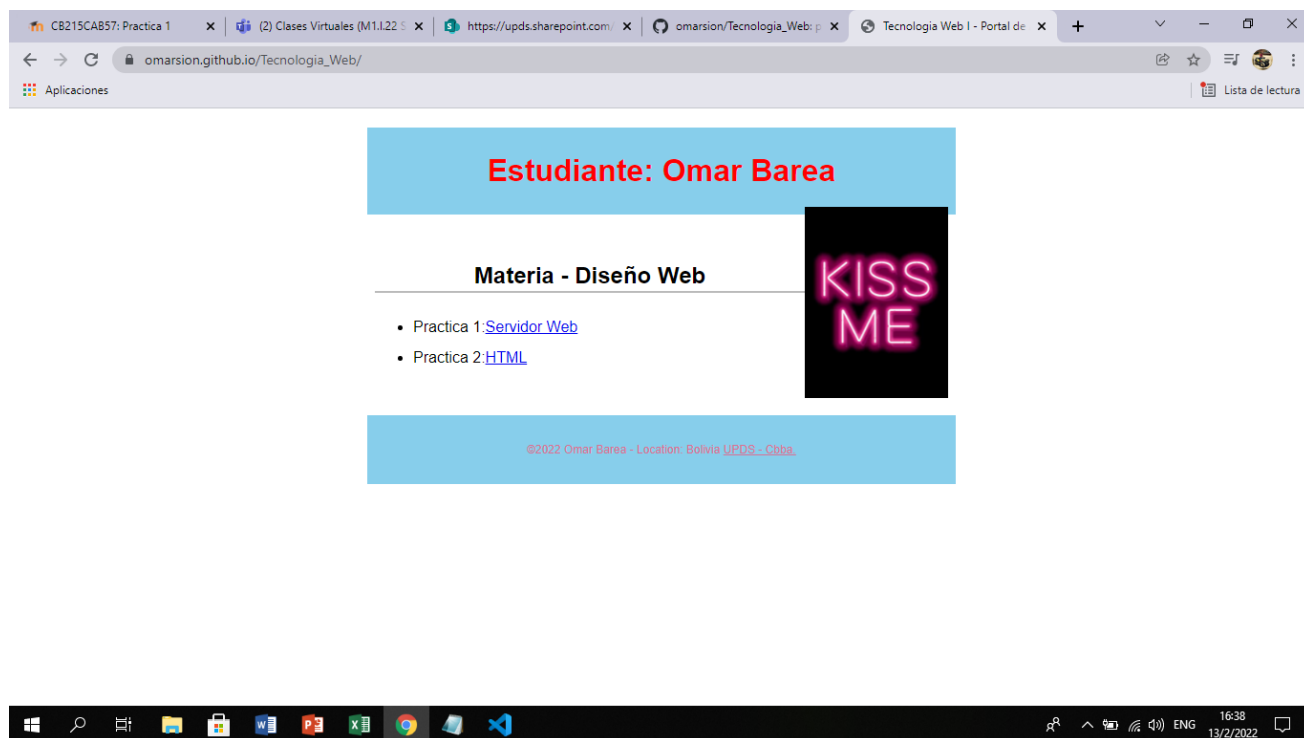 CB215CAB57: Practica 1
(2) Clases Virtuales (M1.I.22 S
https://upds.sharepoint.com/
omarsion/Tecnologia_Web: p
Tecnologia Web I - Portal de
omarsion.github.io/Tecnologia_Web/
Aplicaciones
Lista de lectura
Estudiante: Omar Barea
Materia - Diseño Web
KISS
ME
Practica 1:Servidor Web
Practica 2:HTML
©2022 Omar Barea - Location: Bolivia UPDS - Cbba.
ENG
16:38
13/2/2022